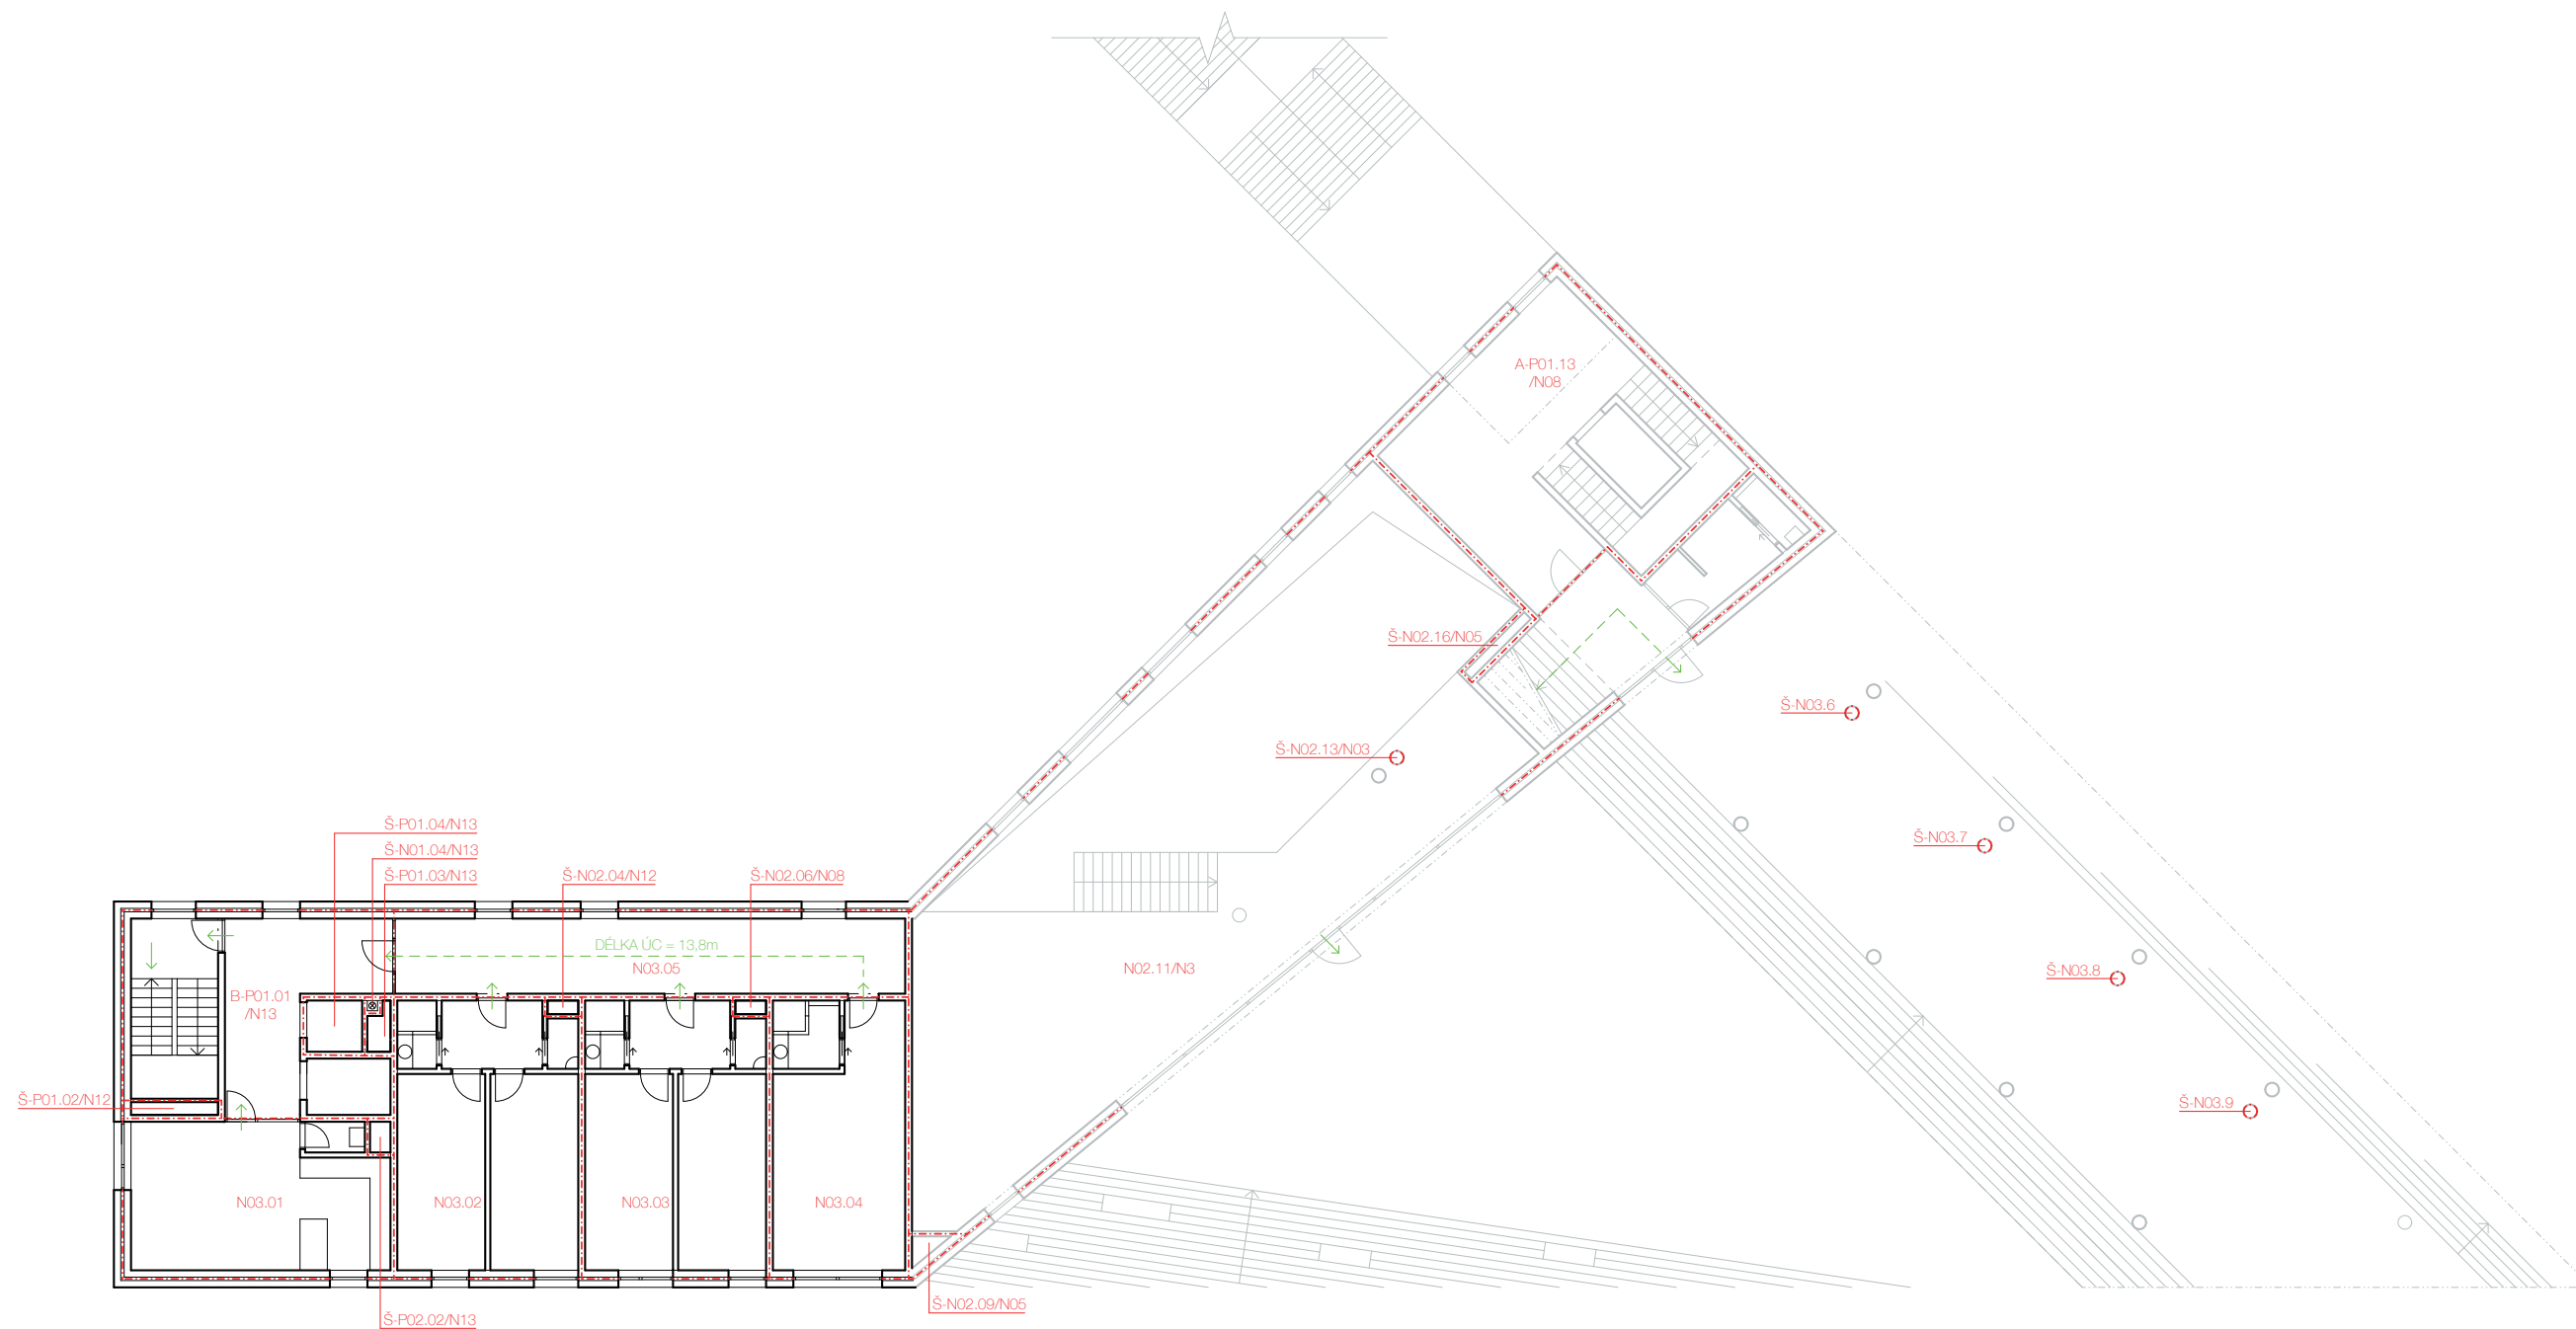 A-P01.13
/N08
Š-N02.16/N05
Š-N03.6
Š-N02.13/N03
Š-N03.7
Š-P01.04/N13
Š-N01.04/N13
Š-P01.03/N13
Š-N02.04/N12
Š-N02.06/N08
DÉLKA ÚC = 13,8m
N03.05
N02.11/N3
Š-N03.8
B-P01.01
/N13
Š-P01.02/N12
Š-N03.9
N03.01
N03.02
N03.03
N03.04
Š-N02.09/N05
Š-P02.02/N13